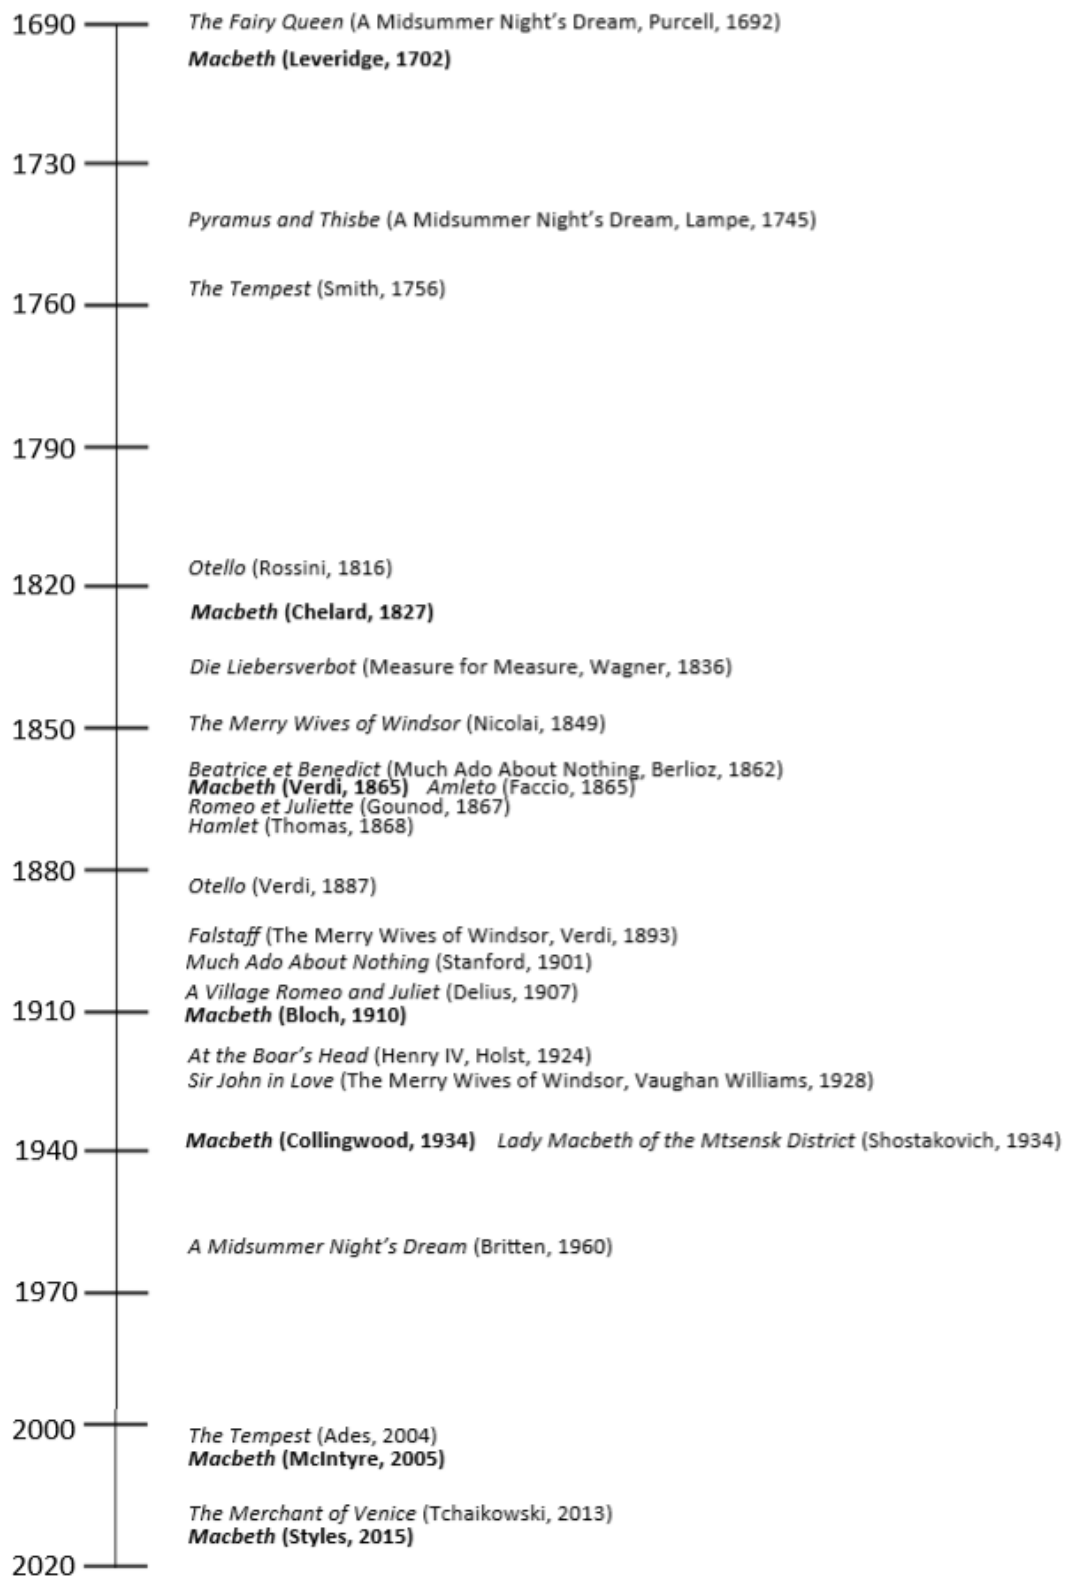 1690
The Fairy Queen (A Midsummer Night's Dream, Purcell, 1692)
Macbeth (Leveridge, 1702)
1730
Pyramus and Thisbe (A Midsummer Night's Dream, Lampe, 1745)
The Tempest (Smith, 1756)
1760
1790
Otello (Rossini, 1816)
1820
Macbeth (Chelard, 1827)
Die Liebersverbot (Measure for Measure, Wagner, 1836)
The Merry Wives of Windsor (Nicolai, 1849)
1850
Beatrice et Benedict (Much Ado About Nothing, Berlioz, 1862)
Macbeth (Verdi, 1865) Amleto (Faccio, 1865)
Romeo et Juliette (Gounod, 1867)
Hamlet (Thomas, 1868)
1880
Otello (Verdi, 1887)
Falstaff (The Merry Wives of Windsor, Verdi, 1893)
Much Ado About Nothing (Stanford, 1901)
A Village Romeo and Juliet (Delius, 1907)
1910
Macbeth (Bloch, 1910)
At the Boar's Head (Henry IV, Holst, 1924)
Sir John in Love (The Merry Wives of Windsor, Vaughan Williams, 1928)
Macbeth (Collingwood, 1934) Lady Macbeth of the Mtsensk District (Shostakovich, 1934)
1940
A Midsummer Night's Dream (Britten, 1960)
1970
2000
The Tempest (Ades, 2004)
Macbeth (McIntyre, 2005)
The Merchant of Venice (Tchaikowski, 2013)
Macbeth (Styles, 2015)
2020